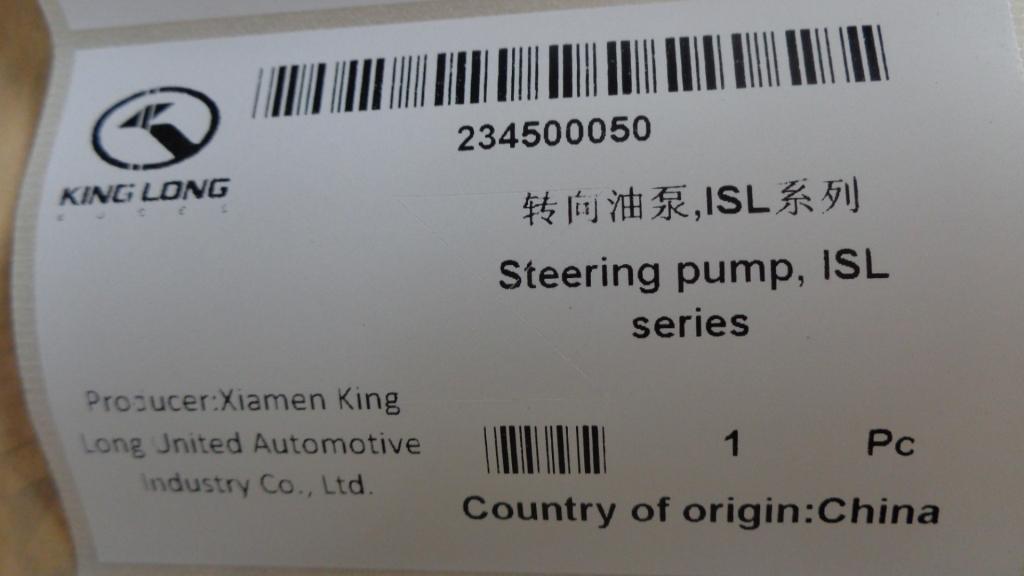 234500050
KING LONG
转向油泵,ISL系列
Steering pump, ISL
series
Producer:Xiamen King
Long United Automotive
Industry Co., Ltd.
1 Pc
Country of origin:China